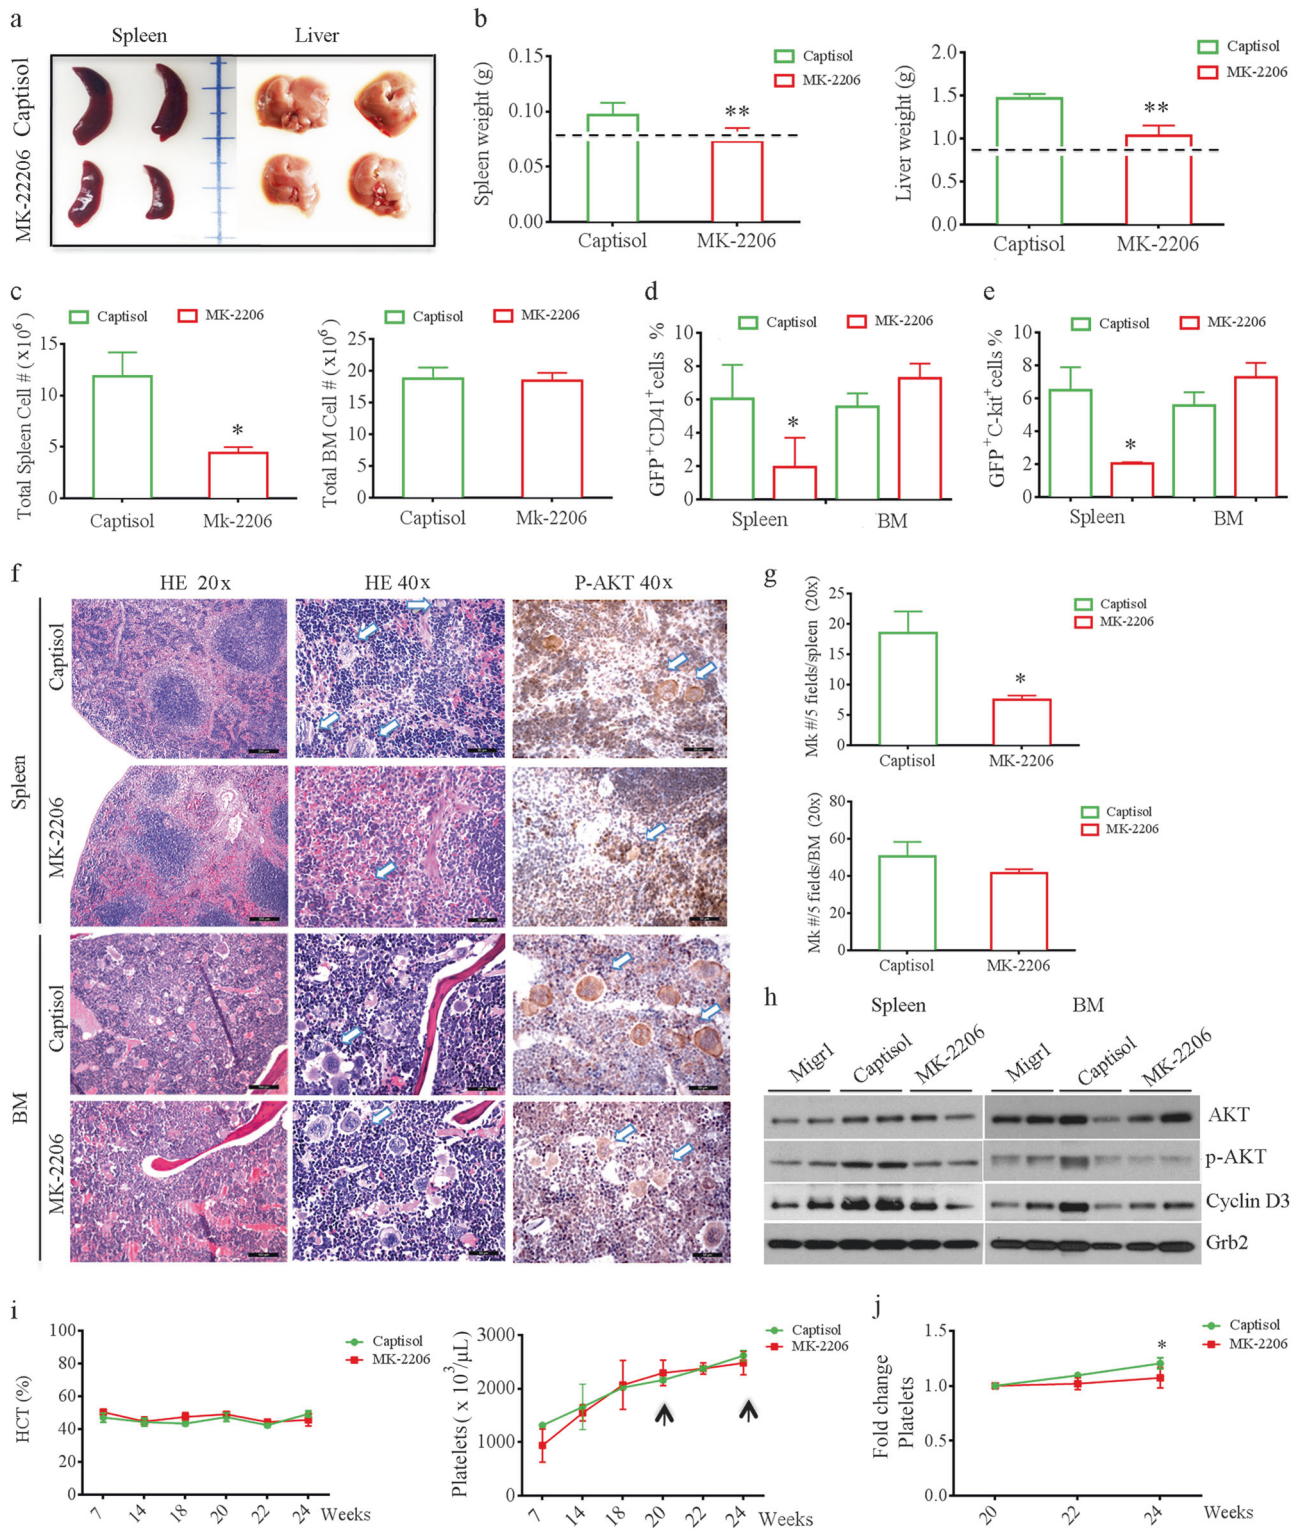 a
Spleen
Liver
Captisol
MK-22206
b
Spleen weight (g)
0.15
0.10
0.05
0.00
**
Captisol
MK-2206
Captisol
MK-2206
Liver weight (g)
2.0
1.5
1.0
0.5
0.0
**
Captisol
MK-2206
Captisol
MK-2206
c
Captisol
MK-2206
Total Spleen Cell # (x10⁶)
15
10
5
0
*
Captisol
Mk-2206
Captisol
MK-2206
Total BM Cell # (x10⁶)
25
20
15
10
5
0
Captisol
Mk-2206
d
Captisol
MK-2206
GFP⁺CD41⁺cells %
10
8
6
4
2
0
*
Spleen
BM
e
Captisol
MK-2206
GFP⁺C-kit⁺cells %
10
8
6
4
2
0
*
Spleen
BM
f
HE 20x
HE 40x
P-AKT 40x
Spleen
Captisol
MK-2206
BM
Captisol
MK-2206
g
Mk #/5 fields/spleen (20x)
25
20
15
10
5
0
*
Captisol
MK-2206
Captisol
MK-2206
Mk #/5 fields/BM (20x)
80
60
40
20
0
Captisol
MK-2206
Captisol
MK-2206
h
Spleen
BM
Migr1
Captisol
MK-2206
Migr1
Captisol
MK-2206
AKT
p-AKT
Cyclin D3
Grb2
i
HCT (%)
100
80
60
40
20
0
Captisol
MK-2206
7
14
18
20
22
24
Weeks
Platelets ( x 10³/µL)
3000
2000
1000
0
Captisol
MK-2206
7
14
18
20
22
24
Weeks
j
Fold change
Platelets
1.5
1.0
0.5
0.0
*
Captisol
MK-2206
20
22
24
Weeks